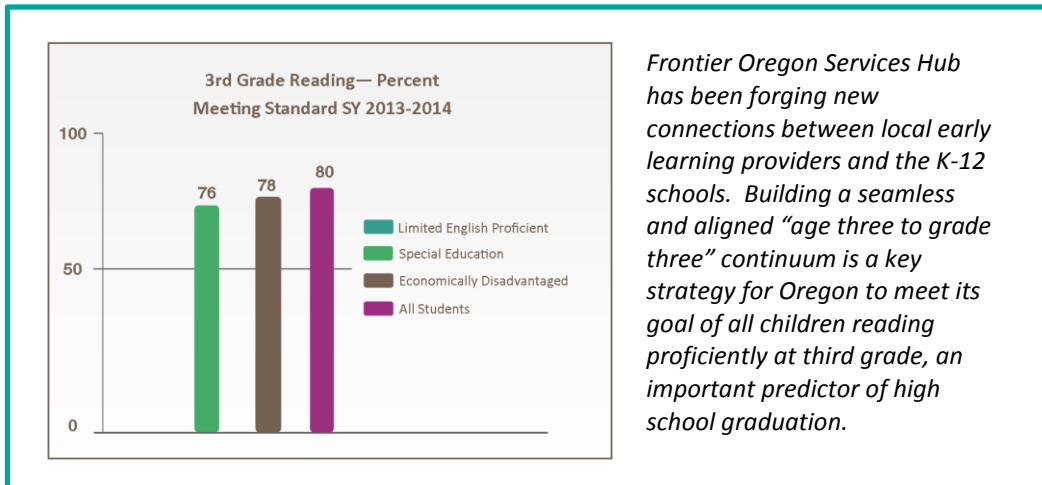 3rd Grade Reading— Percent
Meeting Standard SY 2013-2014
100
80
78
76
Limited English Proficient
Special Education
50
Economically Disadvantaged
All Students
0
Frontier Oregon Services Hub
has been forging new
connections between local early
learning providers and the K-12
schools.  Building a seamless
and aligned “age three to grade
three” continuum is a key
strategy for Oregon to meet its
goal of all children reading
proficiently at third grade, an
important predictor of high
school graduation.